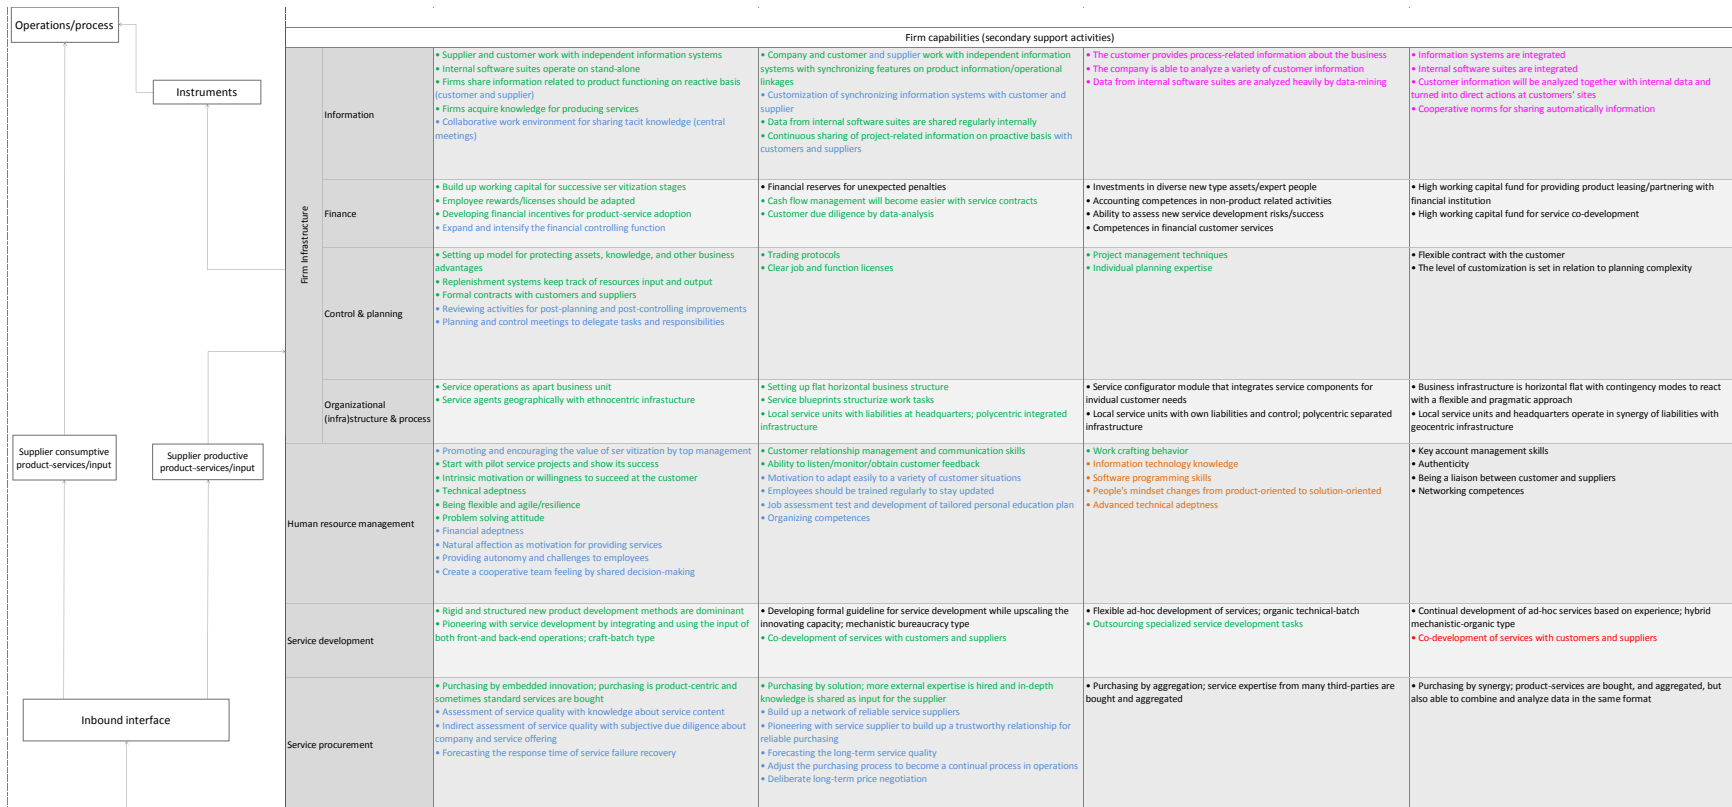 Operations/process
Instruments
Supplier consumptive
product-services/input
Supplier productive
product-services/input
Inbound interface
Firm capabilities (secondary support activities)
Firm Infrastructure
Information
• Supplier and customer work with independent information systems
• Internal software suites operate on stand-alone
• Firms share information related to product functioning on reactive basis
(customer and supplier)
• Firms acquire knowledge for producing services
• Collaborative work environment for sharing tacit knowledge (central
meetings)
• Company and customer and supplier work with independent information
systems with synchronizing features on product information/operational
linkages
• Customization of synchronizing information systems with customer and
supplier
• Data from internal software suites are shared regularly internally
• Continuous sharing of project-related information on proactive basis with
customers and suppliers
• The customer provides process-related information about the business
• The company is able to analyze a variety of customer information
• Data from internal software suites are analyzed heavily by data-mining
• Information systems are integrated
• Internal software suites are integrated
• Customer information will be analyzed together with internal data and
turned into direct actions at customers' sites
• Cooperative norms for sharing automatically information
Finance
• Build up working capital for successive ser vitization stages
• Employee rewards/licenses should be adapted
• Developing financial incentives for product-service adoption
• Expand and intensify the financial controlling function
• Financial reserves for unexpected penalties
• Cash flow management will become easier with service contracts
• Customer due diligence by data-analysis
• Investments in diverse new type assets/expert people
• Accounting competences in non-product related activities
• Ability to assess new service development risks/success
• Competences in financial customer services
• High working capital fund for providing product leasing/partnering with
financial institution
• High working capital fund for service co-development
Control & planning
• Setting up model for protecting assets, knowledge, and other business
advantages
• Replenishment systems keep track of resources input and output
• Formal contracts with customers and suppliers
• Reviewing activities for post-planning and post-controlling improvements
• Planning and control meetings to delegate tasks and responsibilities
• Trading protocols
• Clear job and function licenses
• Project management techniques
• Individual planning expertise
• Flexible contract with the customer
• The level of customization is set in relation to planning complexity
Organizational
(infra)structure & process
• Service operations as apart business unit
• Service agents geographically with ethnocentric infrastucture
• Setting up flat horizontal business structure
• Service blueprints structurize work tasks
• Local service units with liabilities at headquarters; polycentric integrated
infrastructure
• Service configurator module that integrates service components for
invidual customer needs
• Local service units with own liabilities and control; polycentric separated
infrastructure
• Business infrastructure is horizontal flat with contingency modes to react
with a flexible and pragmatic approach
• Local service units and headquarters operate in synergy of liabilities with
geocentric infrastructure
Human resource management
• Promoting and encouraging the value of ser vitization by top management
• Start with pilot service projects and show its success
• Intrinsic motivation or willingness to succeed at the customer
• Technical adeptness
• Being flexible and agile/resilience
• Problem solving attitude
• Financial adeptness
• Natural affection as motivation for providing services
• Providing autonomy and challenges to employees
• Create a cooperative team feeling by shared decision-making
• Customer relationship management and communication skills
• Ability to listen/monitor/obtain customer feedback
• Motivation to adapt easily to a variety of customer situations
• Employees should be trained regularly to stay updated
• Job assessment test and development of tailored personal education plan
• Organizing competences
• Work crafting behavior
• Information technology knowledge
• Software programming skills
• People's mindset changes from product-oriented to solution-oriented
• Advanced technical adeptness
• Key account management skills
• Authenticity
• Being a liaison between customer and suppliers
• Networking competences
Service development
• Rigid and structured new product development methods are domininant
• Pioneering with service development by integrating and using the input of
both front-and back-end operations; craft-batch type
• Developing formal guideline for service development while upscaling the
innovating capacity; mechanistic bureaucracy type
• Co-development of services with customers and suppliers
• Flexible ad-hoc development of services; organic technical-batch
• Outsourcing specialized service development tasks
• Continual development of ad-hoc services based on experience; hybrid
mechanistic-organic type
• Co-development of services with customers and suppliers
Service procurement
• Purchasing by embedded innovation; purchasing is product-centric and
sometimes standard services are bought
• Assessment of service quality with knowledge about service content
• Indirect assessment of service quality with subjective due diligence about
company and service offering
• Forecasting the response time of service failure recovery
• Purchasing by solution; more external expertise is hired and in-depth
knowledge is shared as input for the supplier
• Build up a network of reliable service suppliers
• Pioneering with service supplier to build up a trustworthy relationship for
reliable purchasing
• Forecasting the long-term service quality
• Adjust the purchasing process to become a continual process in operations
• Deliberate long-term price negotiation
• Purchasing by aggregation; service expertise from many third-parties are
bought and aggregated
• Purchasing by synergy; product-services are bought, and aggregated, but
also able to combine and analyze data in the same format